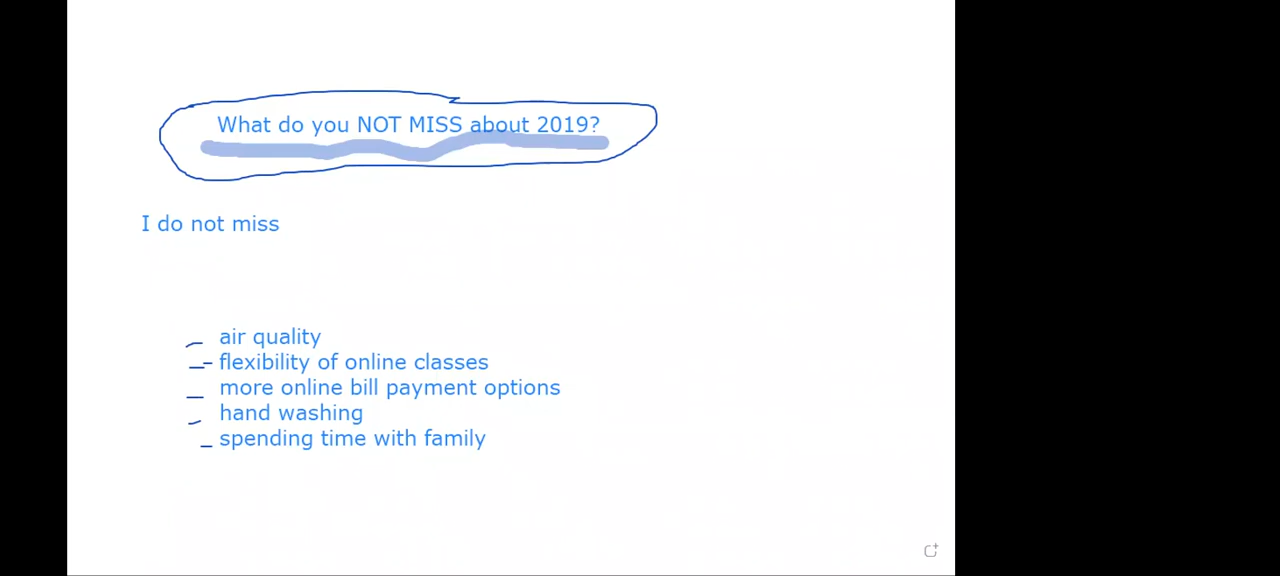 What do you NOT MISS about 2019?
I do not miss
air quality
flexibility of online classes
more online bill payment options
hand washing
spending time with family